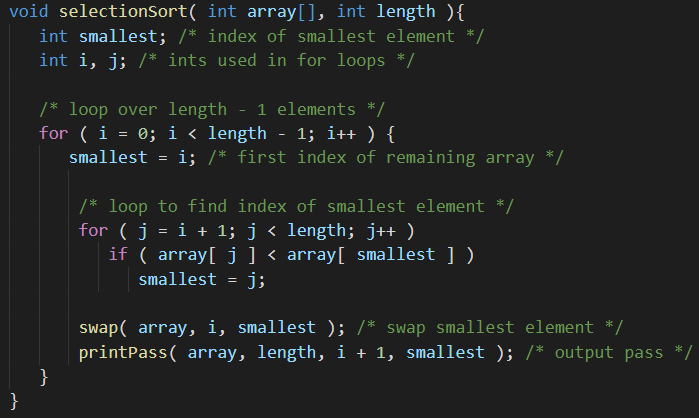 void selectionSort( int array[], int length ){
int smallest; /* index of smallest element */
int i, j; /* ints used in for loops */
/* loop over length - 1 elements */
for ( i = 0; i < length - 1; i++ ) {
smallest = i; /* first index of remaining array */
/* loop to find index of smallest element */
for ( j = i + 1; j < length; j++ )
if ( array[ j ] < array[ smallest ] )
smallest = j;
swap( array, i, smallest ); /* swap smallest element */
printPass( array, length, i + 1, smallest ); /* output pass */
}
}